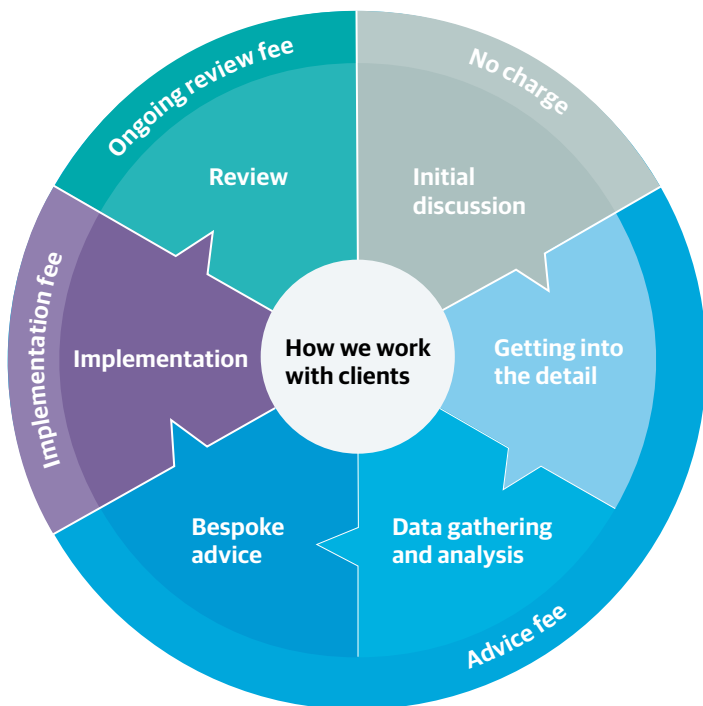 Ongoing review fee
No charge
Review
Initial
discussion
Implementation fee
Implementation
How we work
with clients
Getting into
the detail
Bespoke
advice
Data gathering
and analysis
Advice fee